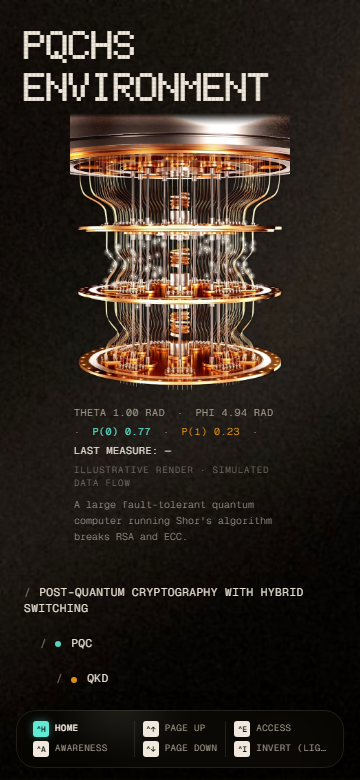 PQCHS
ENVIRONMENT
THETA 1.00 RAD · PHI 4.94 RAD
· P(0) 0.77 · P(1) 0.23 ·
LAST MEASURE: —
ILLUSTRATIVE RENDER · SIMULATED
DATA FLOW
A large fault-tolerant quantum
computer running Shor's algorithm
breaks RSA and ECC.
/ POST-QUANTUM CRYPTOGRAPHY WITH HYBRID
SWITCHING
/ PQC
/ QKD
^H HOME ^↑ PAGE UP ^E ACCESS
^A AWARENESS ^↓ PAGE DOWN ^I INVERT (LIG…